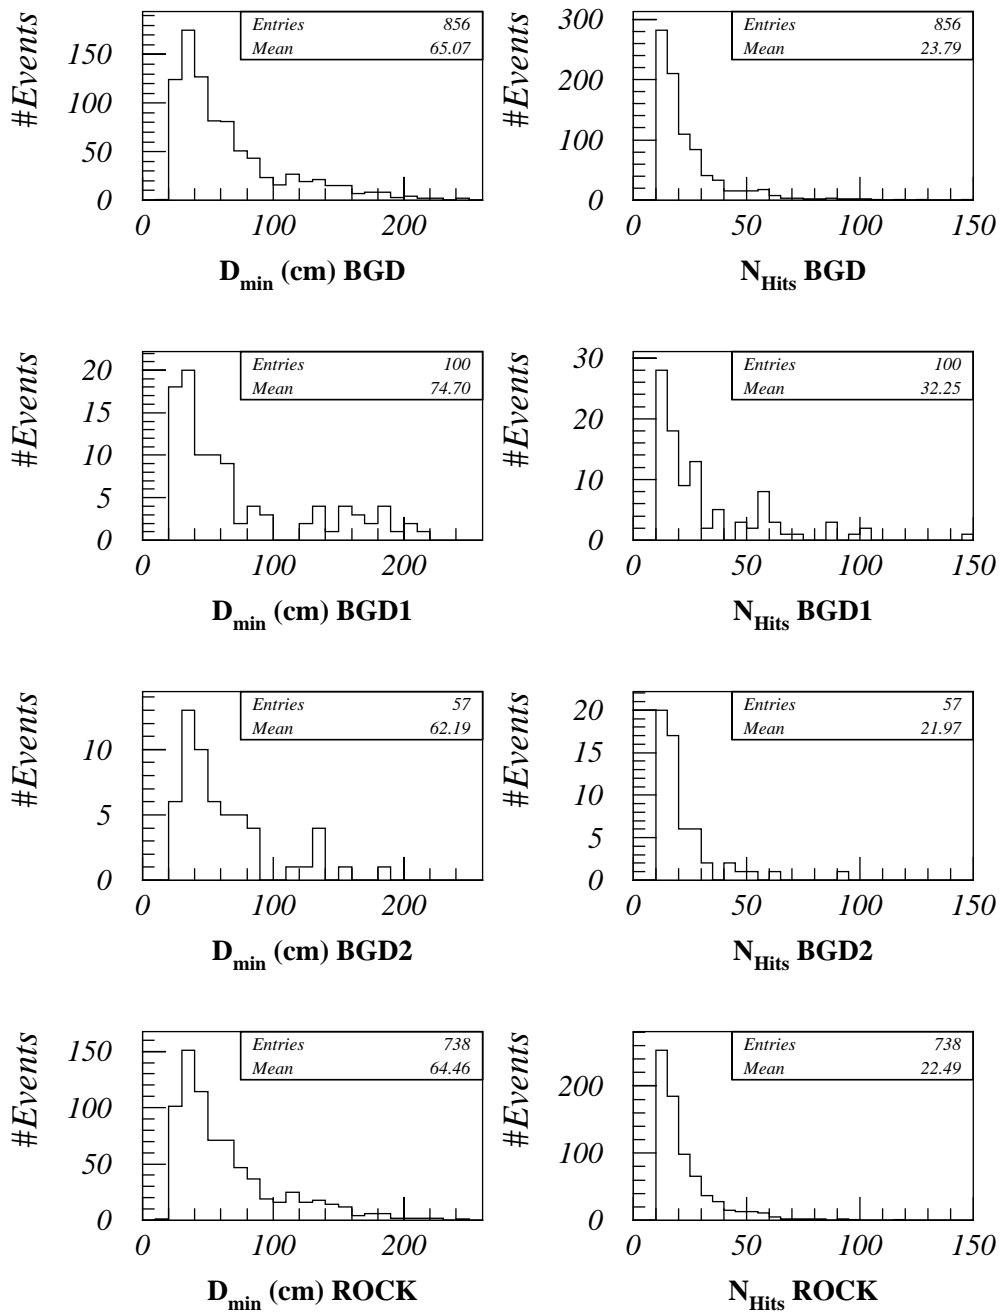 #Events
150
100
50
0
Entries 856
Mean 65.07
0 100 200
D_min (cm) BGD
#Events
300
200
100
0
Entries 856
Mean 23.79
0 50 100 150
N_Hits BGD
#Events
20
15
10
5
0
Entries 100
Mean 74.70
0 100 200
D_min (cm) BGD1
#Events
30
20
10
0
Entries 100
Mean 32.25
0 50 100 150
N_Hits BGD1
#Events
10
5
0
Entries 57
Mean 62.19
0 100 200
D_min (cm) BGD2
#Events
20
15
10
5
0
Entries 57
Mean 21.97
0 50 100 150
N_Hits BGD2
#Events
150
100
50
0
Entries 738
Mean 64.46
0 100 200
D_min (cm) ROCK
#Events
200
100
0
Entries 738
Mean 22.49
0 50 100 150
N_Hits ROCK